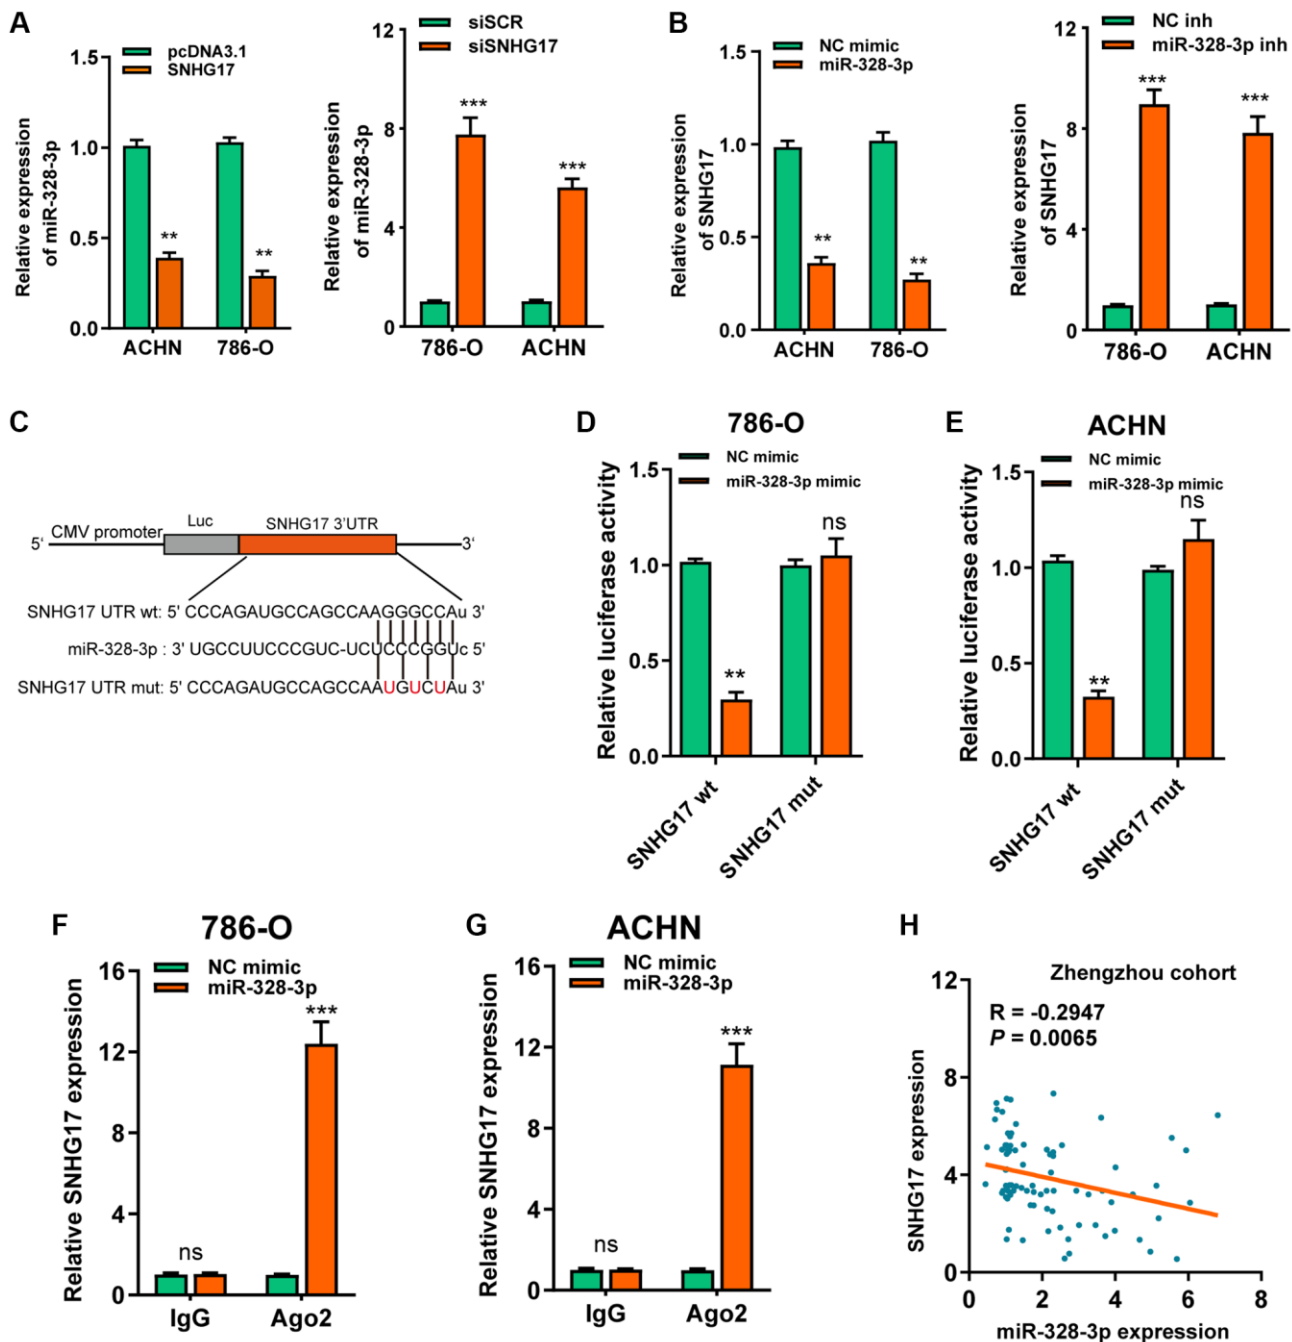 A
pcDNA3.1
SNHG17
Relative expression
of miR-328-3p
1.5
1.0
0.5
0.0
**
**
ACHN
786-O
siSCR
siSNHG17
Relative expression
of miR-328-3p
12
8
4
0
***
***
786-O
ACHN
B
NC mimic
miR-328-3p
Relative expression
of SNHG17
1.5
1.0
0.5
0.0
**
**
ACHN
786-O
NC inh
miR-328-3p inh
Relative expression
of SNHG17
12
8
4
0
***
***
786-O
ACHN
C
5' CMV promoter Luc SNHG17 3'UTR 3'
SNHG17 UTR wt: 5' CCCAGAUGCCAGCCAAGGGCCAu 3'
miR-328-3p : 3' UGCCUUCCCGUC-UCUCCCGGUc 5'
SNHG17 UTR mut: 5' CCCAGAUGCCAGCCAAUGUCUAu 3'
D
786-O
NC mimic
miR-328-3p mimic
Relative luciferase activity
1.5
1.0
0.5
0.0
**
ns
SNHG17 wt
SNHG17 mut
E
ACHN
NC mimic
miR-328-3p mimic
Relative luciferase activity
1.5
1.0
0.5
0.0
**
ns
SNHG17 wt
SNHG17 mut
F
786-O
NC mimic
miR-328-3p
Relative SNHG17 expression
16
12
8
4
0
ns
***
IgG
Ago2
G
ACHN
NC mimic
miR-328-3p
Relative SNHG17 expression
16
12
8
4
0
ns
***
IgG
Ago2
H
Zhengzhou cohort
R = -0.2947
P = 0.0065
SNHG17 expression
12
8
4
0
0 2 4 6 8
miR-328-3p expression